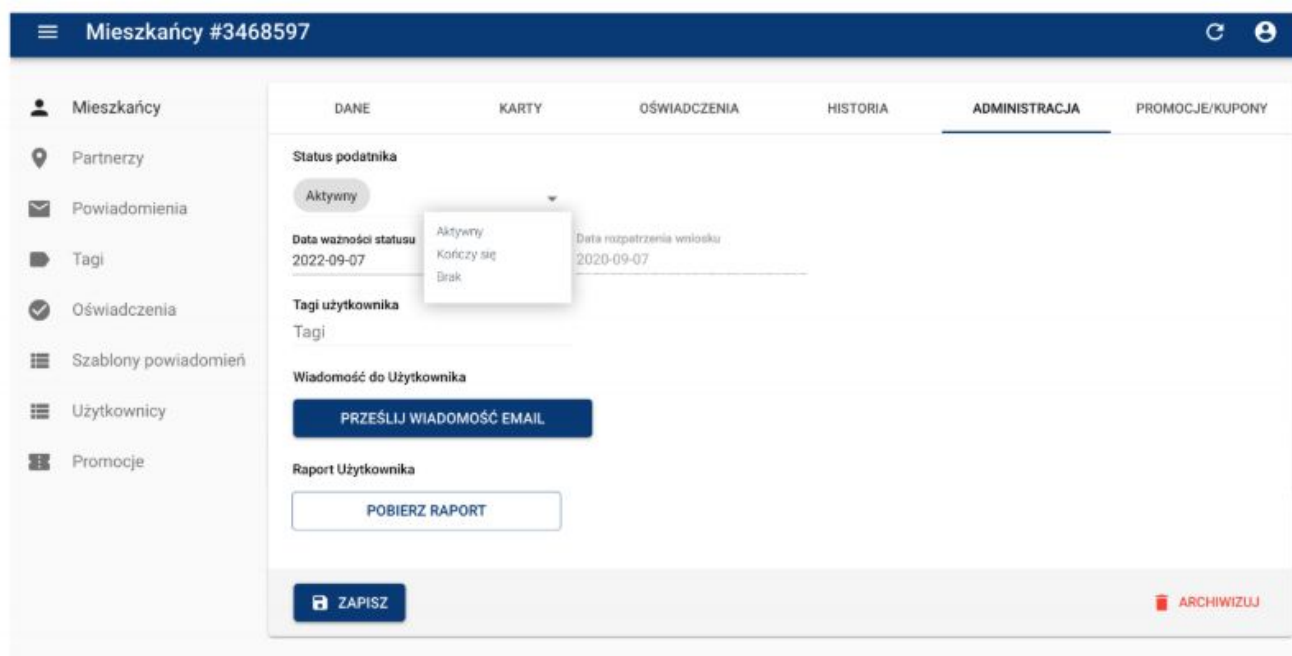 Mieszkańcy #3468597
Mieszkańcy
Partnerzy
Powiadomienia
Tagi
Oświadczenia
Szablony powiadomień
Użytkownicy
Promocje
DANE KARTY OŚWIADCZENIA HISTORIA ADMINISTRACJA PROMOCJE/KUPONY
Status podatnika
Aktywny
Aktywny
Kończy się
Brak
Data ważności statusu
2022-09-07
Data rozpatrzenia wniosku
2020-09-07
Tagi użytkownika
Tagi
Wiadomość do Użytkownika
PRZEŚLIJ WIADOMOŚĆ EMAIL
Raport Użytkownika
POBIERZ RAPORT
ZAPISZ
ARCHIWIZUJ